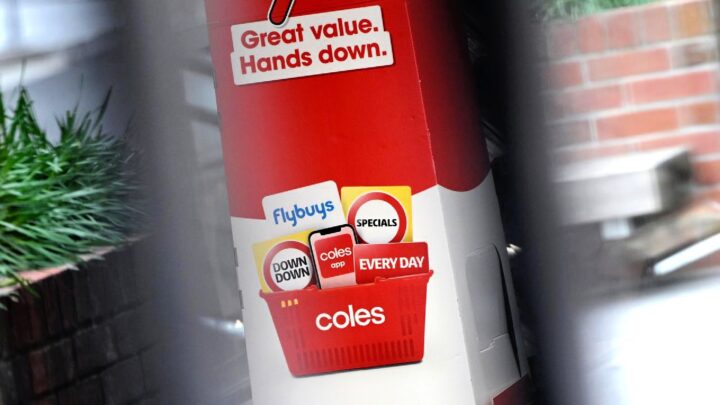 Great value.
Hands down.
flybuys
SPECIALS
DOWN
DOWN
coles
app
EVERY DAY
coles